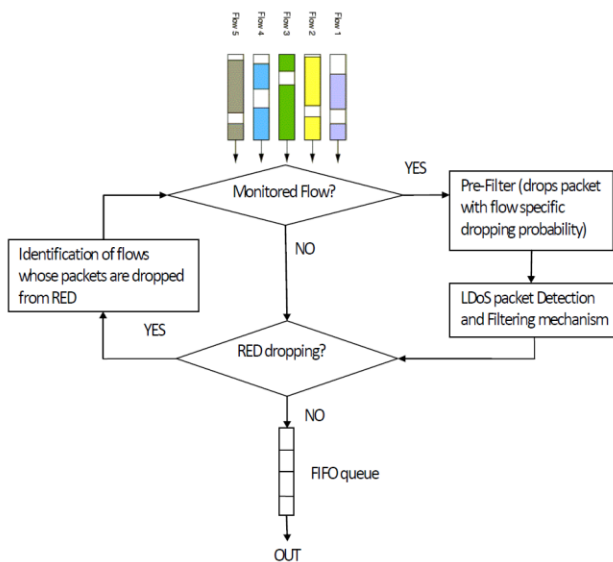 Flow 5
Flow 4
Flow 3
Flow 2
Flow 1
Monitored Flow?
YES
Pre-Filter (drops packet
with flow specific
dropping probability)
NO
Identification of flows
whose packets are dropped
from RED
LDoS packet Detection
and Filtering mechanism
YES
RED dropping?
NO
FIFO queue
OUT